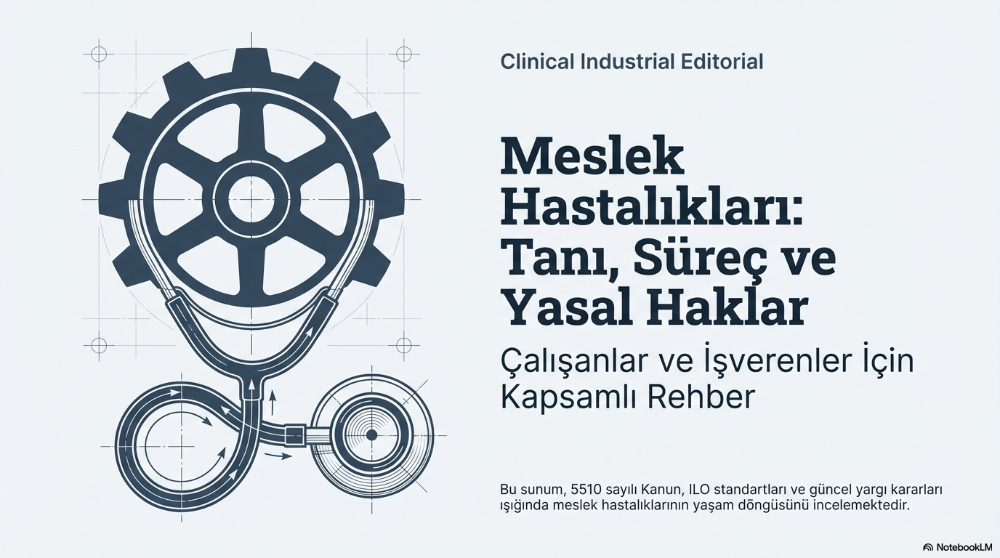 Clinical Industrial Editorial
Meslek
Hastalıkları:
Tanı, Süreç ve
Yasal Haklar
Çalışanlar ve İşverenler İçin
Kapsamlı Rehber
Bu sunum, 5510 sayılı Kanun, ILO standartları ve güncel yargı kararları
ışığında meslek hastalıklarının yaşam döngüsünü incelemektedir.
NotebookLM